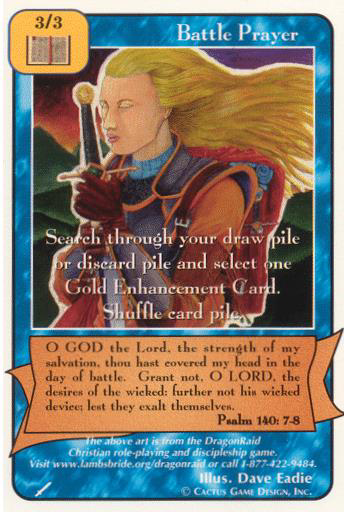 3/3
Battle Prayer
Search through your draw pile
or discard pile and select one
Gold Enhancement Card.
Shuffle card pile.
O GOD the Lord, the strength of my
salvation, thou hast covered my head in the
day of battle. Grant not, O LORD, the
desires of the wicked: further not his wicked
device; lest they exalt themselves.
Psalm 140: 7-8
The above art is from the DragonRaid
Christian role-playing and discipleship game.
Visit www.lambsbride.org/dragonraid or call 1-877-422-9484.
Illus. Dave Eadie
© Cactus Game Design, Inc.